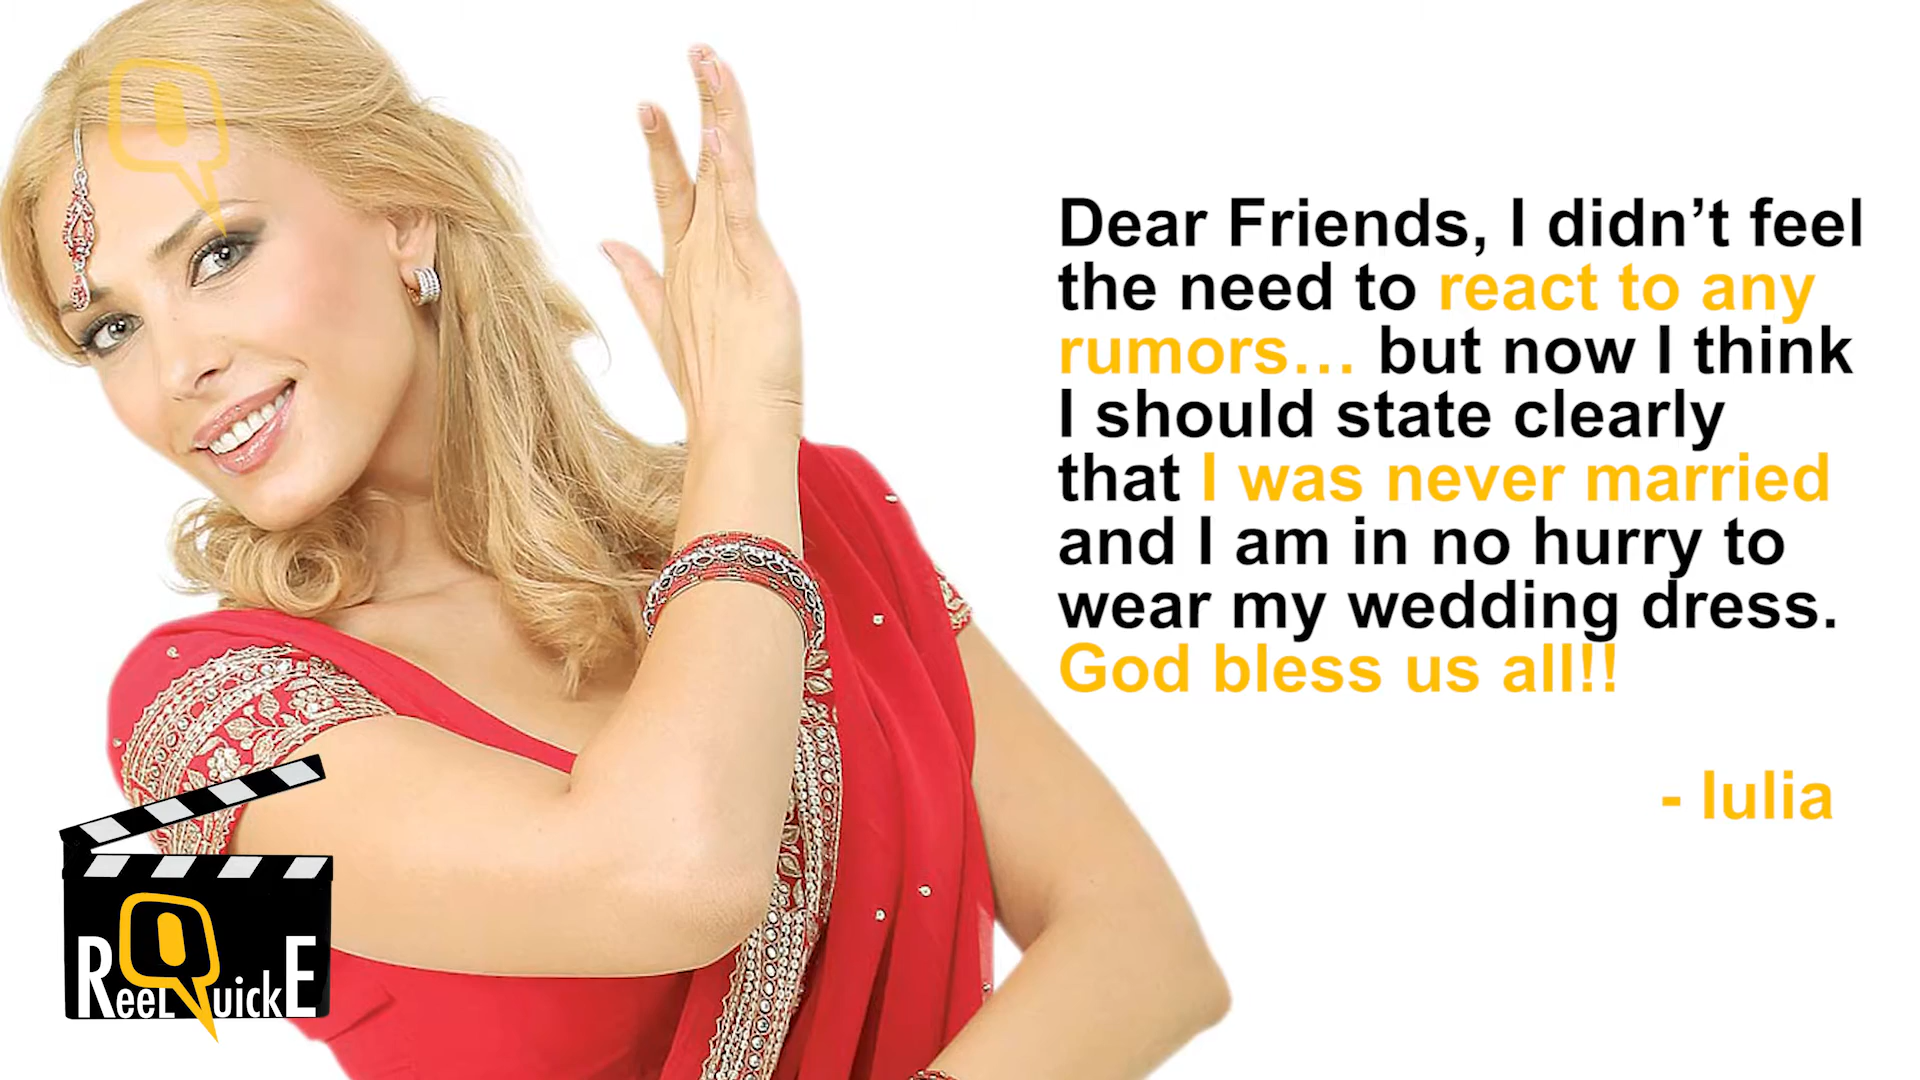 Dear Friends, I didn’t feel
the need to react to any
rumors... but now I think
I should state clearly
that I was never married
and I am in no hurry to
wear my wedding dress.
God bless us all!!
- Iulia
Q
ReeL QuickE